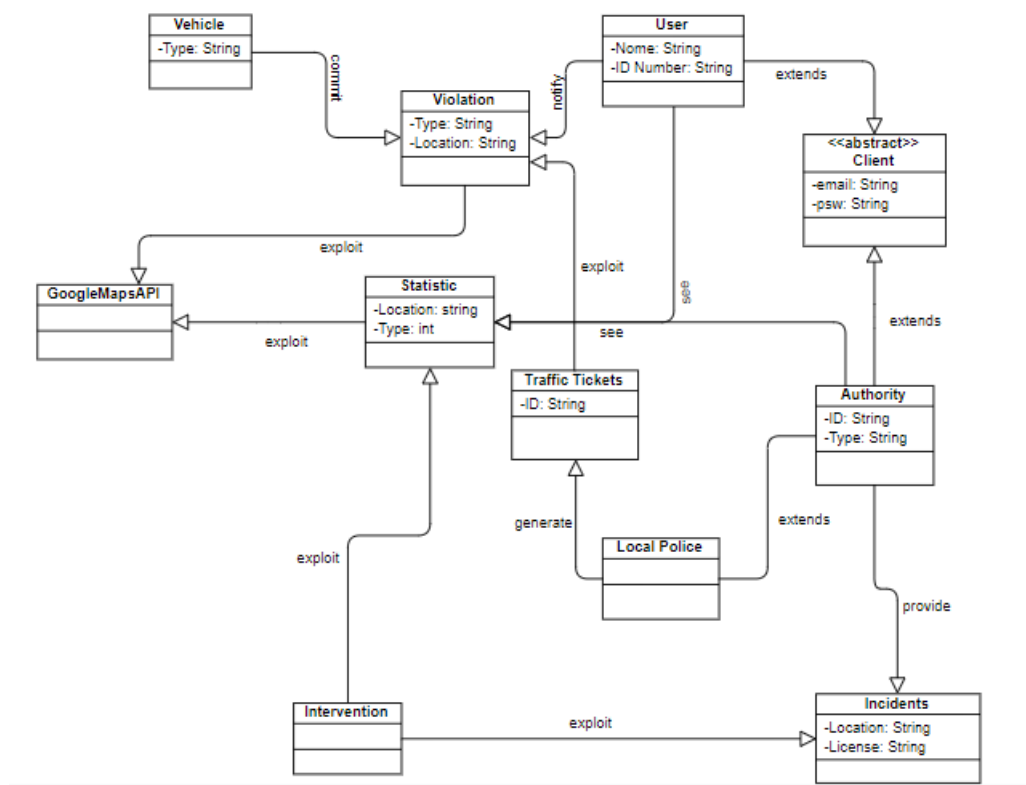 Vehicle
-Type: String
commit
User
-Nome: String
-ID Number: String
notify
extends
Violation
-Type: String
-Location: String
<<abstract>>
Client
-email: String
-psw: String
exploit
exploit
see
GoogleMapsAPI
Statistic
-Location: string
-Type: int
exploit
see
extends
Traffic Tickets
-ID: String
Authority
-ID: String
-Type: String
generate
extends
Local Police
exploit
provide
Intervention
exploit
Incidents
-Location: String
-License: String